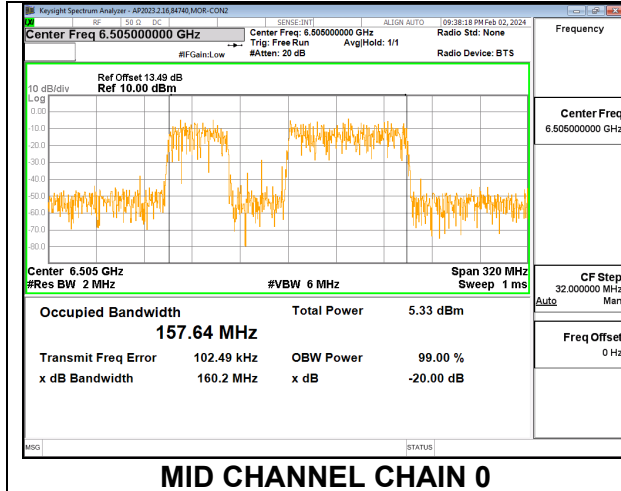 Keysight Spectrum Analyzer - AP2023.2.16,84740,MOR-CON2
RF 50 Ω DC SENSE:INT ALIGN AUTO 09:38:18 PM Feb 02, 2024
Center Freq 6.505000000 GHz Center Freq: 6.505000000 GHz Radio Std: None Frequency
Trig: Free Run Avg|Hold: 1/1
#IFGain:Low #Atten: 20 dB Radio Device: BTS
Ref Offset 13.49 dB
10 dB/div Ref 10.00 dBm
Log
0.00
-10.0
-20.0
-30.0
-40.0
-50.0
-60.0
-70.0
-80.0
Center Freq
6.505000000 GHz
Center 6.505 GHz Span 320 MHz
#Res BW 2 MHz #VBW 6 MHz Sweep 1 ms
CF Step
32.000000 MHz
Auto Man
Occupied Bandwidth Total Power 5.33 dBm
157.64 MHz
Freq Offset
0 Hz
Transmit Freq Error 102.49 kHz OBW Power 99.00 %
x dB Bandwidth 160.2 MHz x dB -20.00 dB
MSG STATUS
MID CHANNEL CHAIN 0